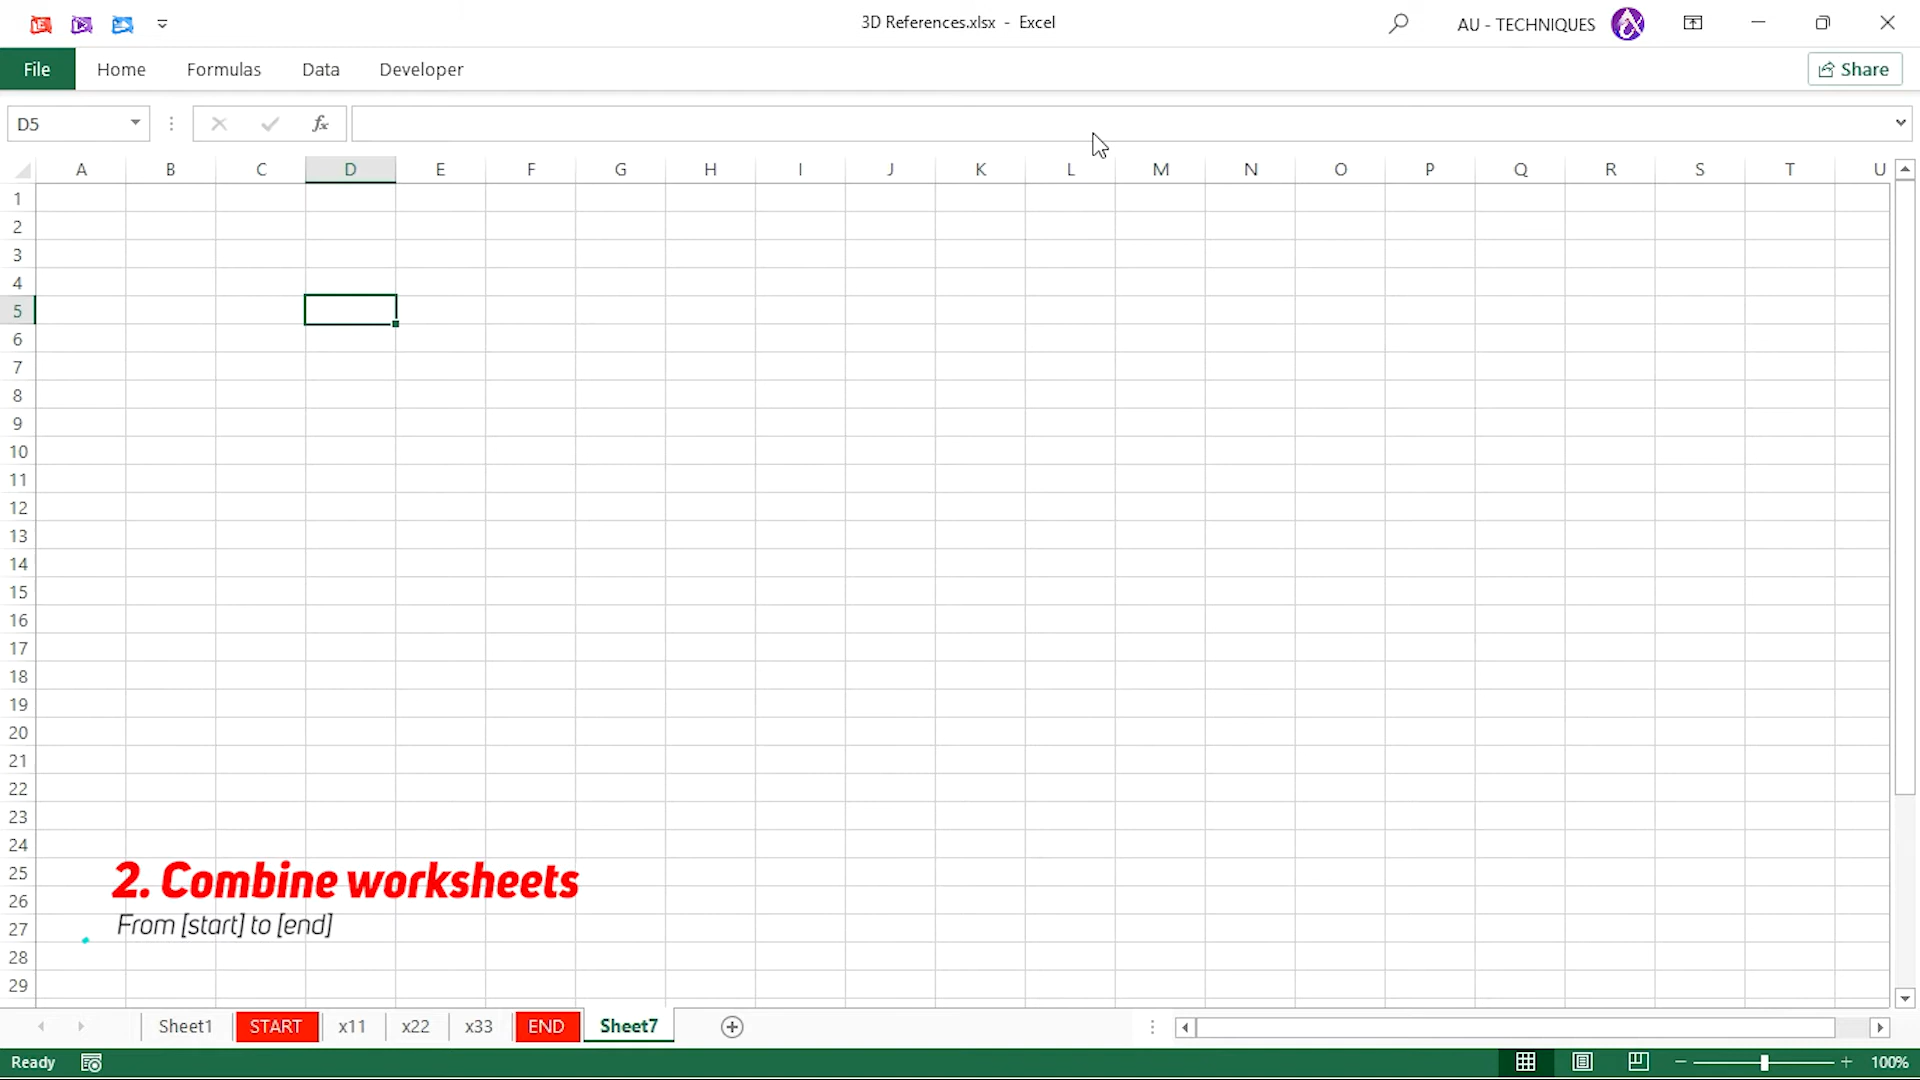 3D References.xlsx - Excel
AU - TECHNIQUES
File Home Formulas Data Developer
Share
D5
fx
A B C D E F G H I J K L M N O P Q R S T U
1
2
3
4
5
6
7
8
9
10
11
12
13
14
15
16
17
18
19
20
21
22
23
24
25
26
27
28
29
2. Combine worksheets
From [start] to [end]
Sheet1 START x11 x22 x33 END Sheet7
Ready
100%